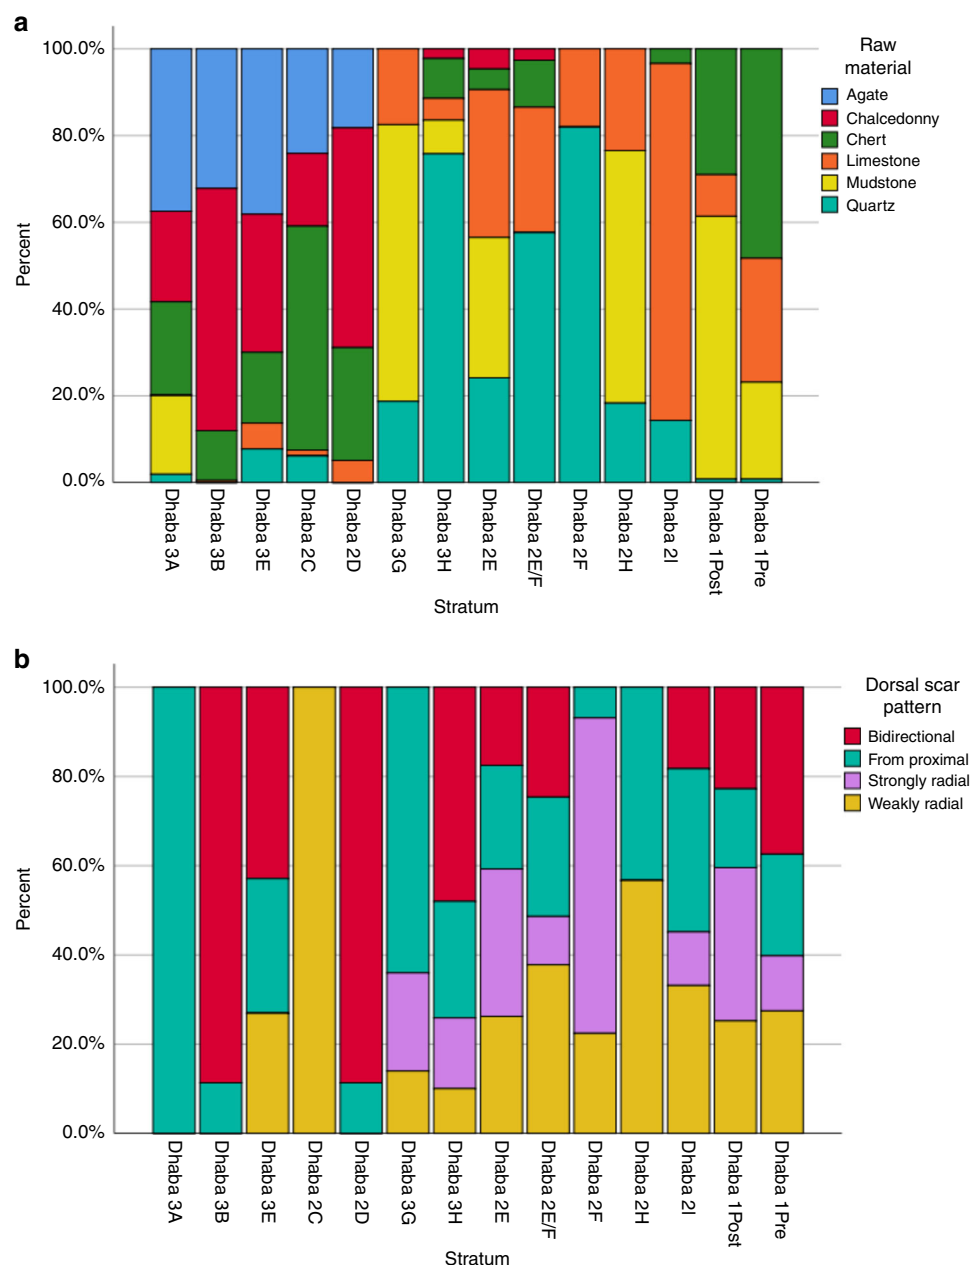 a
100.0%
80.0%
60.0%
40.0%
20.0%
0.0%
Percent
Dhaba 3A
Dhaba 3B
Dhaba 3E
Dhaba 2C
Dhaba 2D
Dhaba 3G
Dhaba 3H
Dhaba 2E
Dhaba 2E/F
Dhaba 2F
Dhaba 2H
Dhaba 2I
Dhaba 1Post
Dhaba 1Pre
Stratum
Raw
material
Agate
Chalcedonny
Chert
Limestone
Mudstone
Quartz
b
100.0%
80.0%
60.0%
40.0%
20.0%
0.0%
Percent
Dhaba 3A
Dhaba 3B
Dhaba 3E
Dhaba 2C
Dhaba 2D
Dhaba 3G
Dhaba 3H
Dhaba 2E
Dhaba 2E/F
Dhaba 2F
Dhaba 2H
Dhaba 2I
Dhaba 1Post
Dhaba 1Pre
Stratum
Dorsal scar
pattern
Bidirectional
From proximal
Strongly radial
Weakly radial